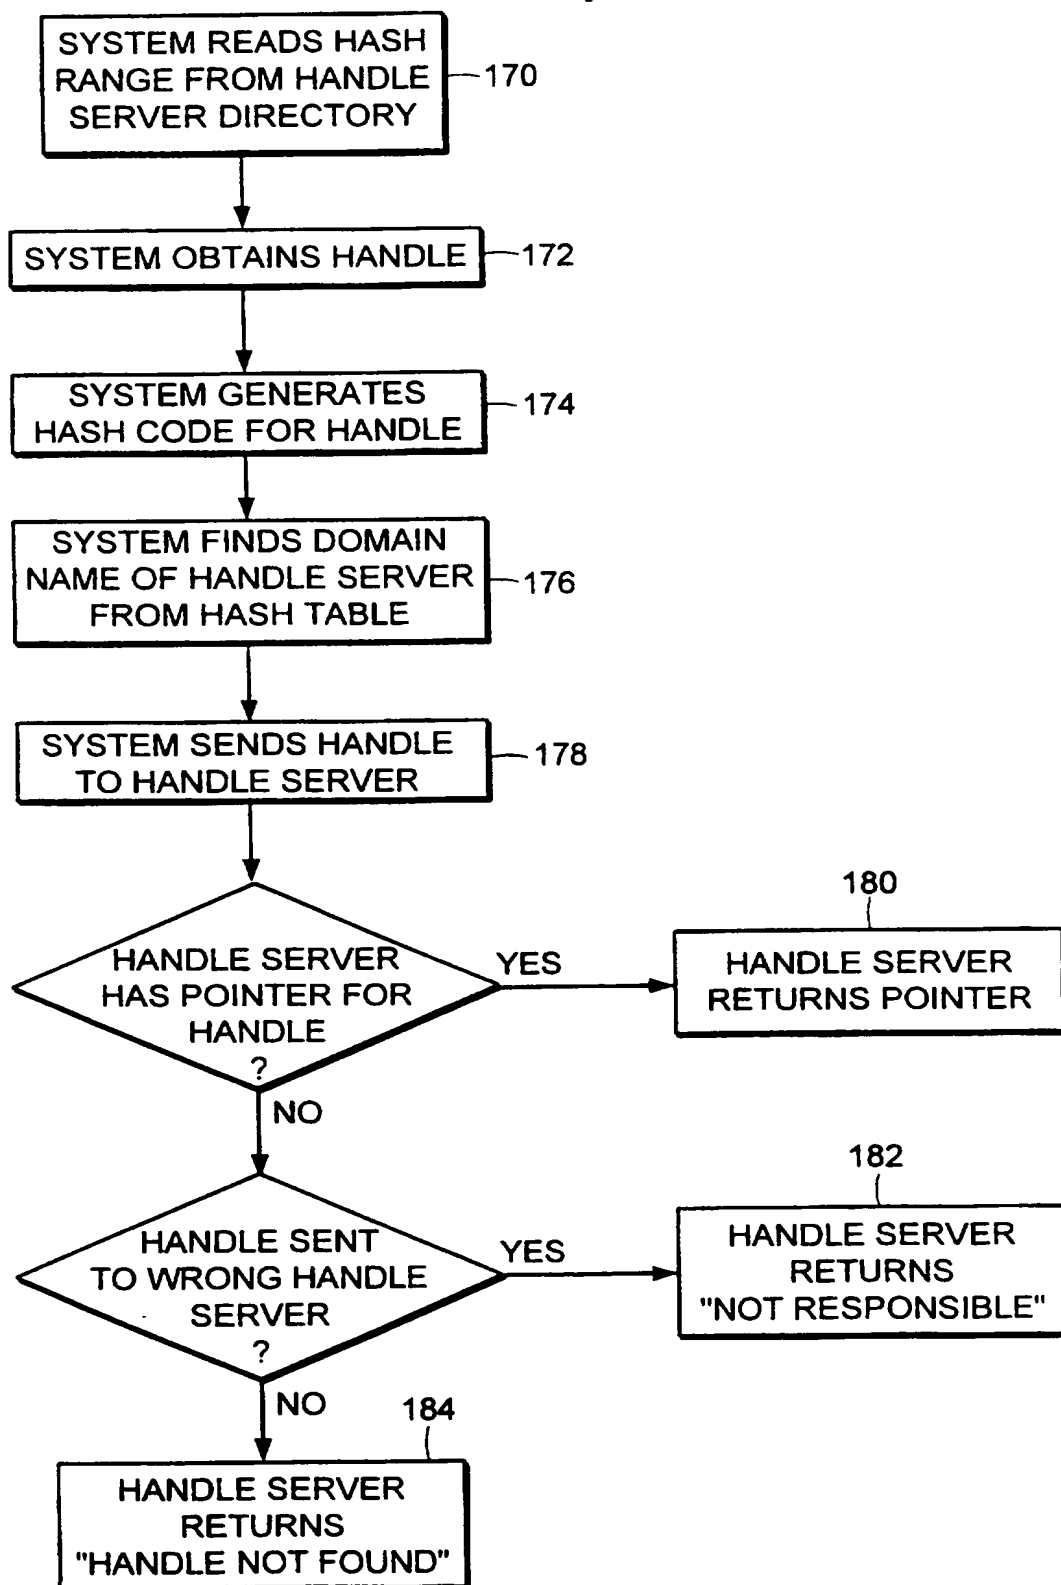 SYSTEM READS HASH
RANGE FROM HANDLE
SERVER DIRECTORY
170
SYSTEM OBTAINS HANDLE
172
SYSTEM GENERATES
HASH CODE FOR HANDLE
174
SYSTEM FINDS DOMAIN
NAME OF HANDLE SERVER
FROM HASH TABLE
176
SYSTEM SENDS HANDLE
TO HANDLE SERVER
178
HANDLE SERVER
HAS POINTER FOR
HANDLE
?
YES
180
HANDLE SERVER
RETURNS POINTER
NO
HANDLE SENT
TO WRONG HANDLE
SERVER
?
YES
182
HANDLE SERVER
RETURNS
"NOT RESPONSIBLE"
NO
184
HANDLE SERVER
RETURNS
"HANDLE NOT FOUND"